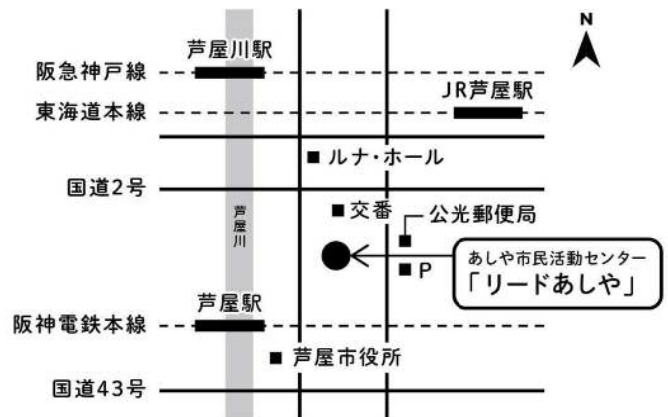 N
芦屋川駅
阪急神戸線
JR芦屋駅
東海道本線
ルナ・ホール
国道2号
交番
公光郵便局
芦屋川
あしや市民活動センター
「リードあしや」
P
芦屋駅
阪神電鉄本線
芦屋市役所
国道43号